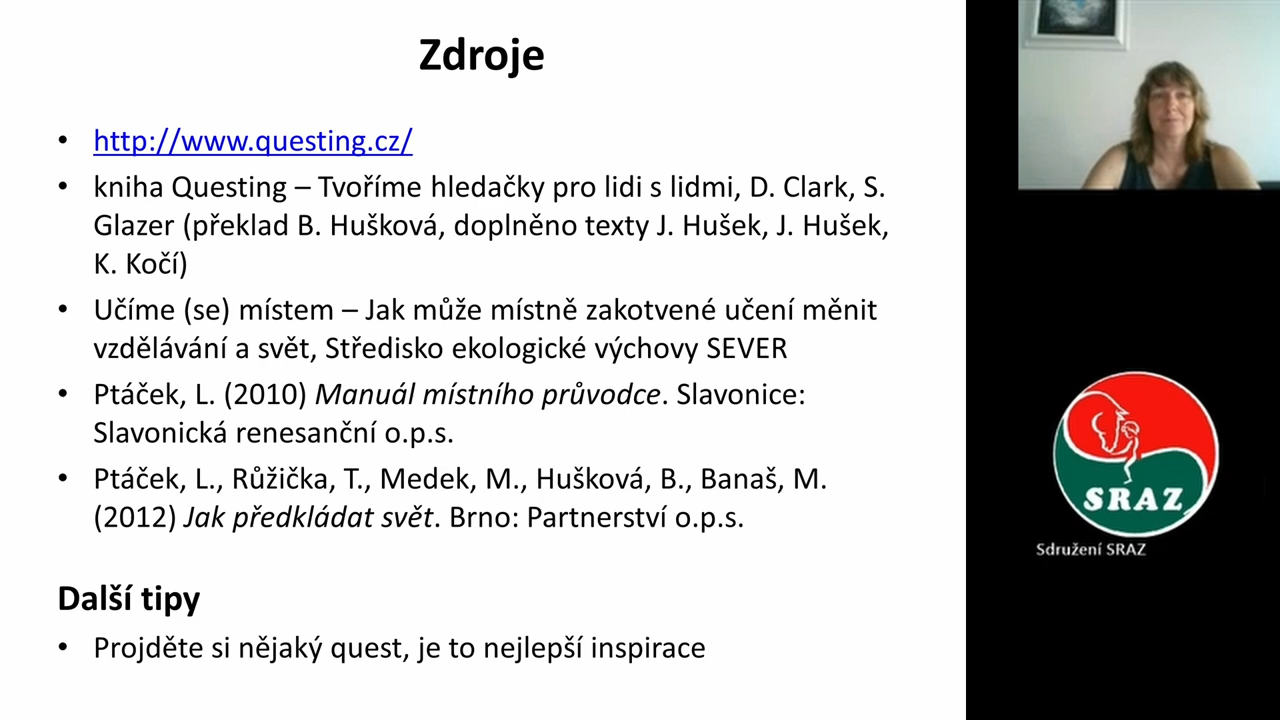 Zdroje
• http://www.questing.cz/
• kniha Questing – Tvoříme hledačky pro lidi s lidmi, D. Clark, S.
Glazer (překlad B. Hušková, doplněno texty J. Hušek, J. Hušek,
K. Kočí)
• Učíme (se) místem – Jak může místně zakotvené učení měnit
vzdělávání a svět, Středisko ekologické výchovy SEVER
• Ptáček, L. (2010) Manuál místního průvodce. Slavonice:
Slavonická renesanční o.p.s.
• Ptáček, L., Růžička, T., Medek, M., Hušková, B., Banaš, M.
(2012) Jak předkládat svět. Brno: Partnerství o.p.s.
Další tipy
• Projděte si nějaký quest, je to nejlepší inspirace
SRAZ
Sdružení SRAZ